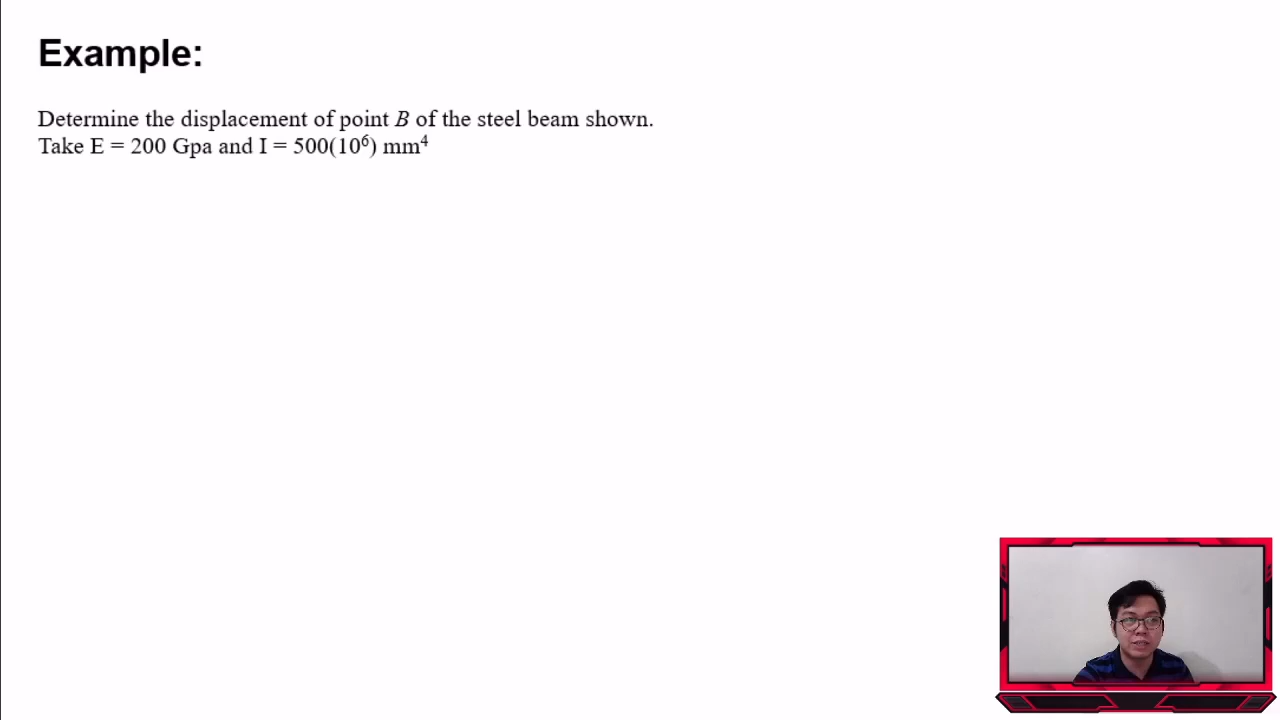 Example:
Determine the displacement of point B of the steel beam shown.
Take E = 200 Gpa and I = 500(10⁶) mm⁴